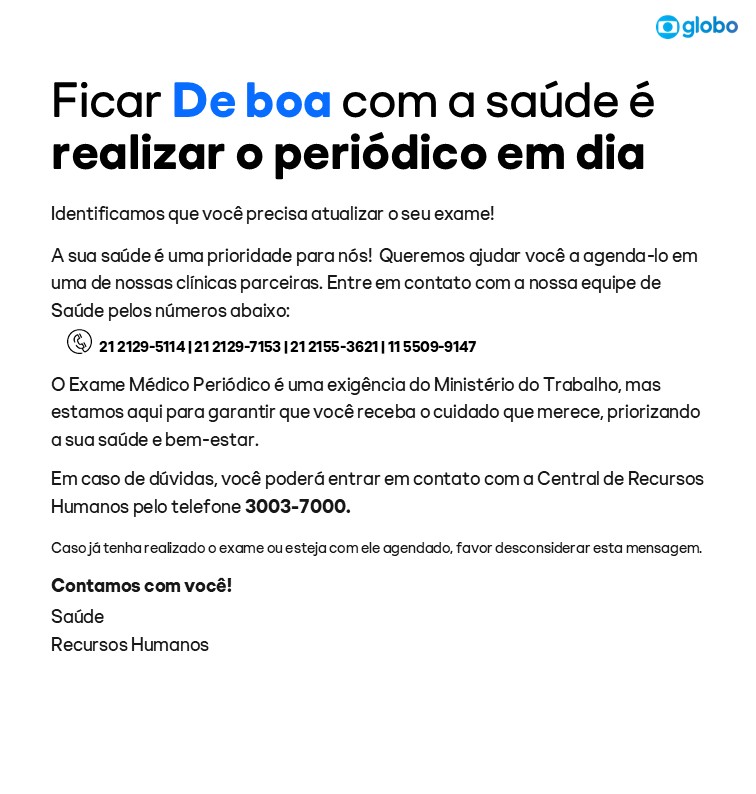 globo
Ficar De boa com a saúde é
realizar o periódico em dia
Identificamos que você precisa atualizar o seu exame!
A sua saúde é uma prioridade para nós! Queremos ajudar você a agenda-lo em
uma de nossas clínicas parceiras. Entre em contato com a nossa equipe de
Saúde pelos números abaixo:
21 2129-5114 | 21 2129-7153 | 21 2155-3621 | 11 5509-9147
O Exame Médico Periódico é uma exigência do Ministério do Trabalho, mas
estamos aqui para garantir que você receba o cuidado que merece, priorizando
a sua saúde e bem-estar.
Em caso de dúvidas, você poderá entrar em contato com a Central de Recursos
Humanos pelo telefone 3003-7000.
Caso já tenha realizado o exame ou esteja com ele agendado, favor desconsiderar esta mensagem.
Contamos com você!
Saúde
Recursos Humanos